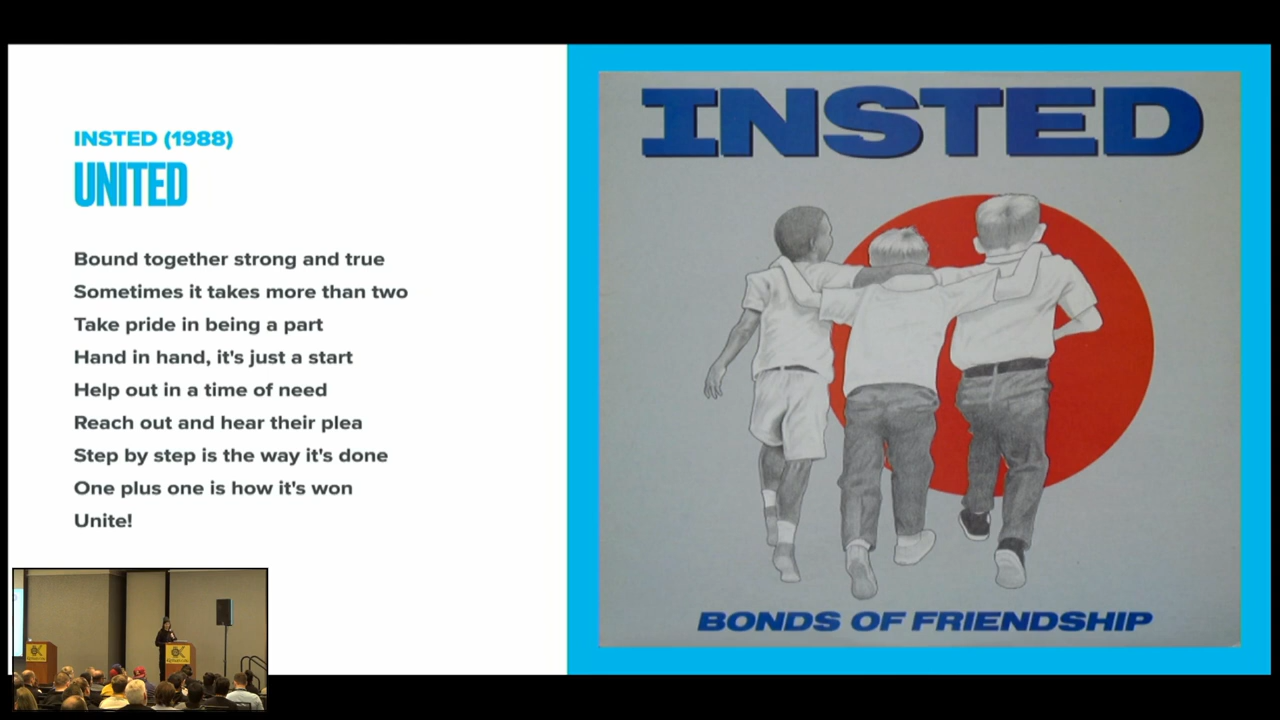 INSTED (1988)
UNITED
Bound together strong and true
Sometimes it takes more than two
Take pride in being a part
Hand in hand, it's just a start
Help out in a time of need
Reach out and hear their plea
Step by step is the way it's done
One plus one is how it's won
Unite!
INSTED
BONDS OF FRIENDSHIP